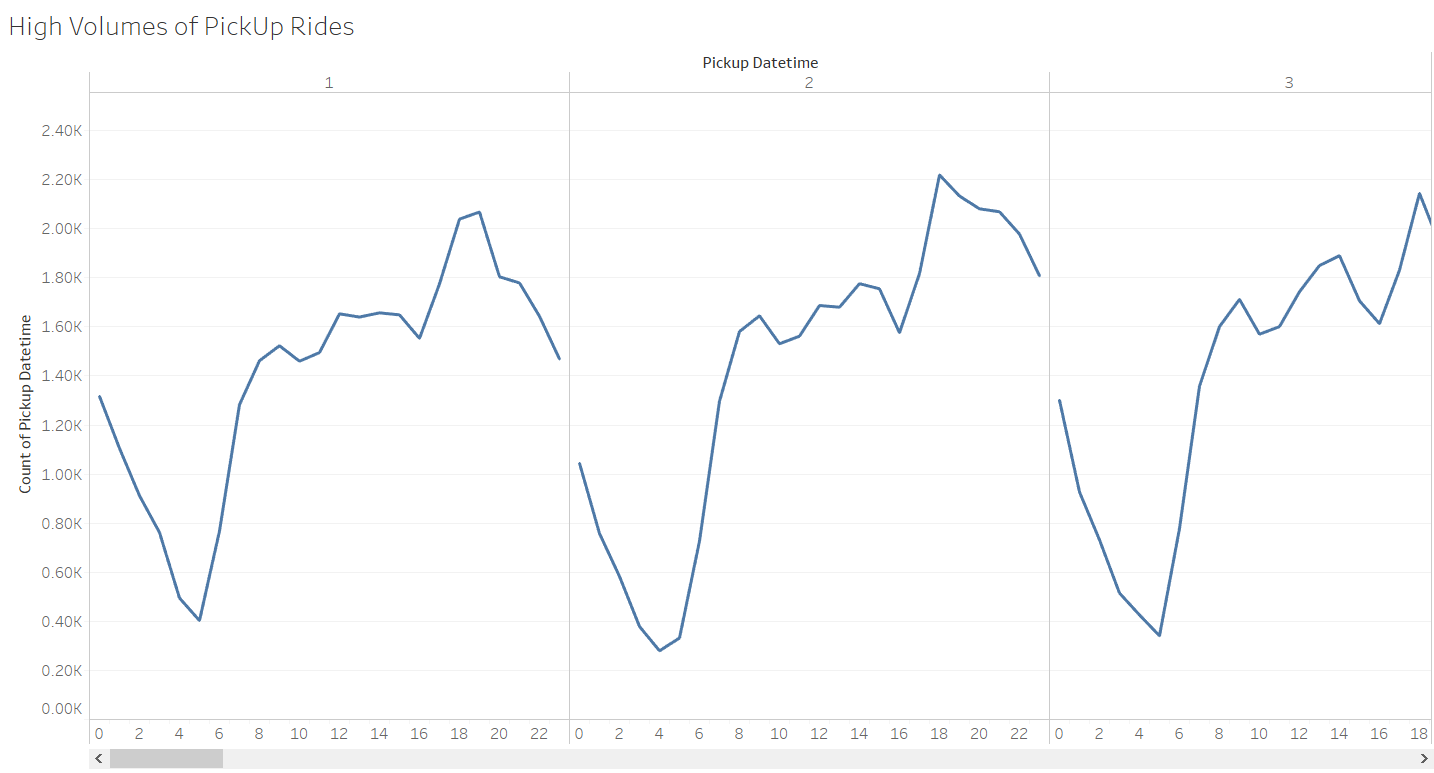 High Volumes of PickUp Rides
Pickup Datetime
1 2 3
2.40K
2.20K
2.00K
1.80K
1.60K
1.40K
1.20K
1.00K
0.80K
0.60K
0.40K
0.20K
0.00K
Count of Pickup Datetime
0 2 4 6 8 10 12 14 16 18 20 22 0 2 4 6 8 10 12 14 16 18 20 22 0 2 4 6 8 10 12 14 16 18